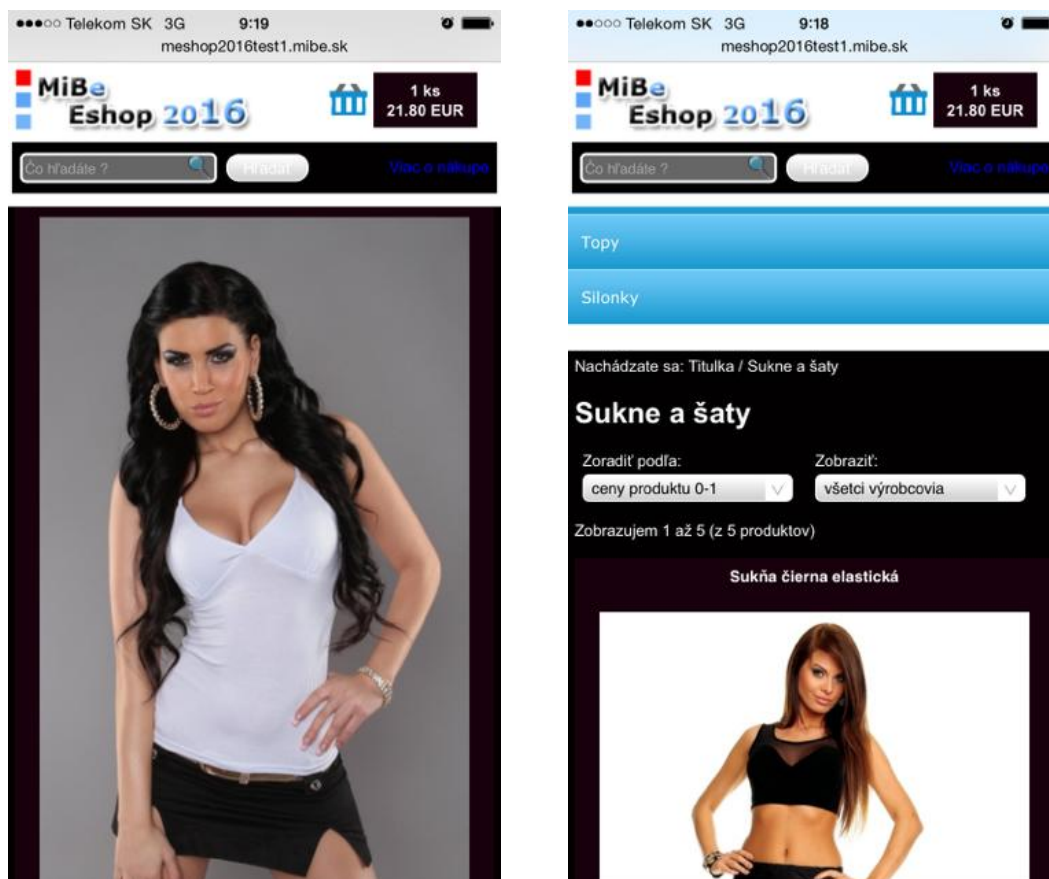 Telekom SK 3G 9:19
meshop2016test1.mibe.sk
MiBe
Eshop 2016
1 ks
21.80 EUR
Čo hľadáte ?
Hľadať
Viac o nákupe
Telekom SK 3G 9:18
meshop2016test1.mibe.sk
MiBe
Eshop 2016
1 ks
21.80 EUR
Čo hľadáte ?
Hľadať
Viac o nákupe
Topy
Silonky
Nachádzate sa: Titulka / Sukne a šaty
Sukne a šaty
Zoradiť podľa: Zobraziť:
ceny produktu 0-1 všetci výrobcovia
Zobrazujem 1 až 5 (z 5 produktov)
Sukňa čierna elastická